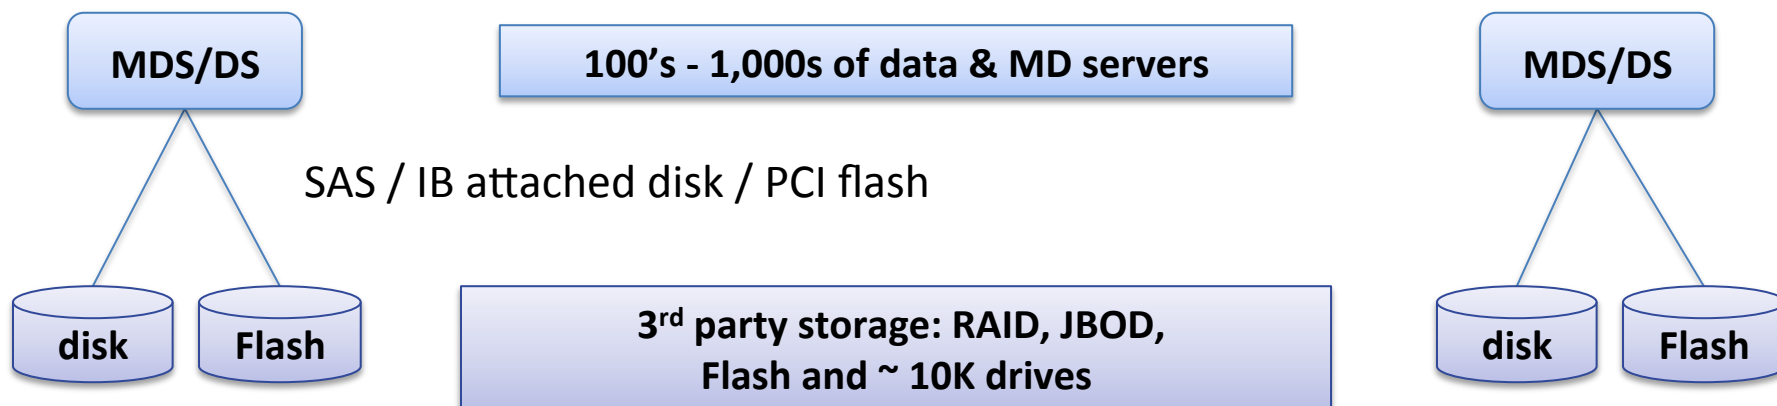 MDS/DS
100’s - 1,000s of data & MD servers
MDS/DS
SAS / IB attached disk / PCI flash
disk
Flash
3rd party storage: RAID, JBOD,
Flash and ~ 10K drives
disk
Flash